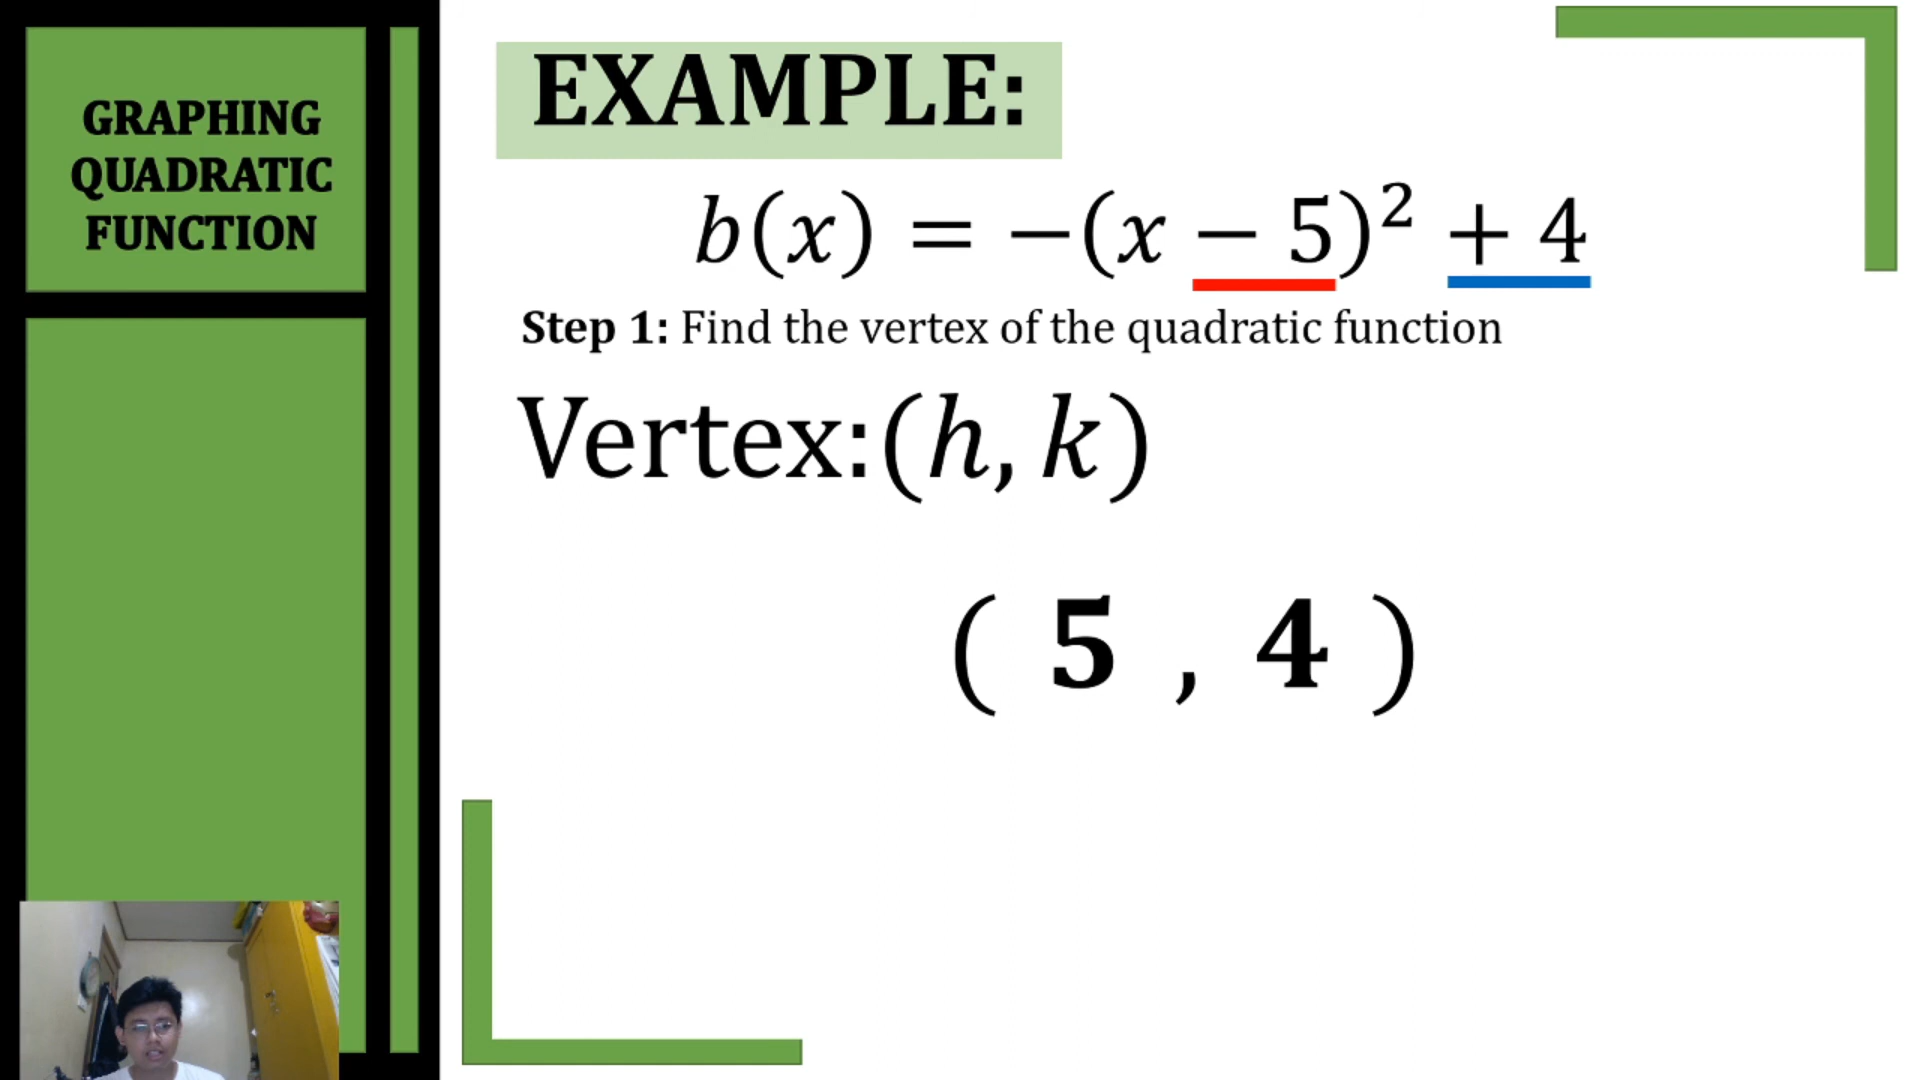 GRAPHING
QUADRATIC
FUNCTION
EXAMPLE:
b(x) = −(x − 5)² + 4
Step 1: Find the vertex of the quadratic function
Vertex:(h, k)
( 5 , 4 )